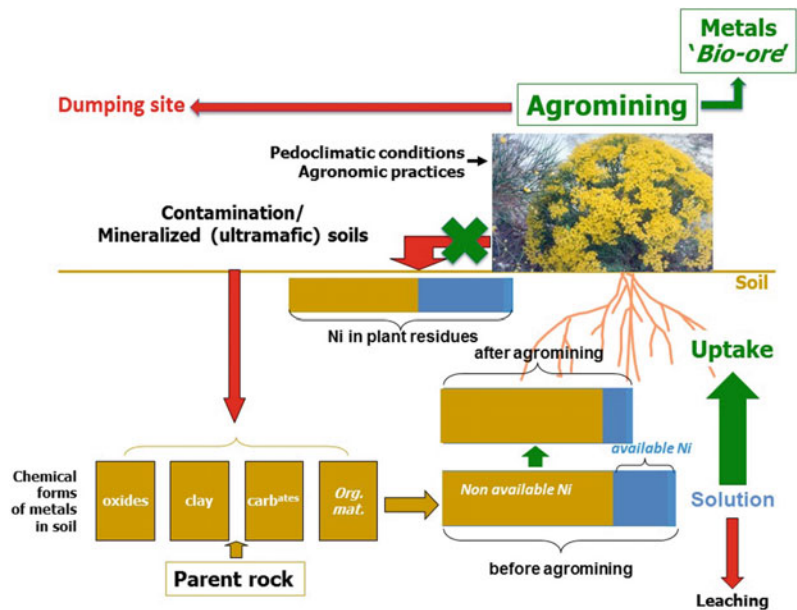 Metals
‘Bio-ore’
Dumping site
Agromining
Pedoclimatic conditions
Agronomic practices
Contamination/
Mineralized (ultramafic) soils
Soil
Ni in plant residues
after agromining
Uptake
available Ni
Chemical
forms
of metals
in soil
oxides
clay
carbates
Org.
mat.
Non available Ni
Solution
Parent rock
before agromining
Leaching